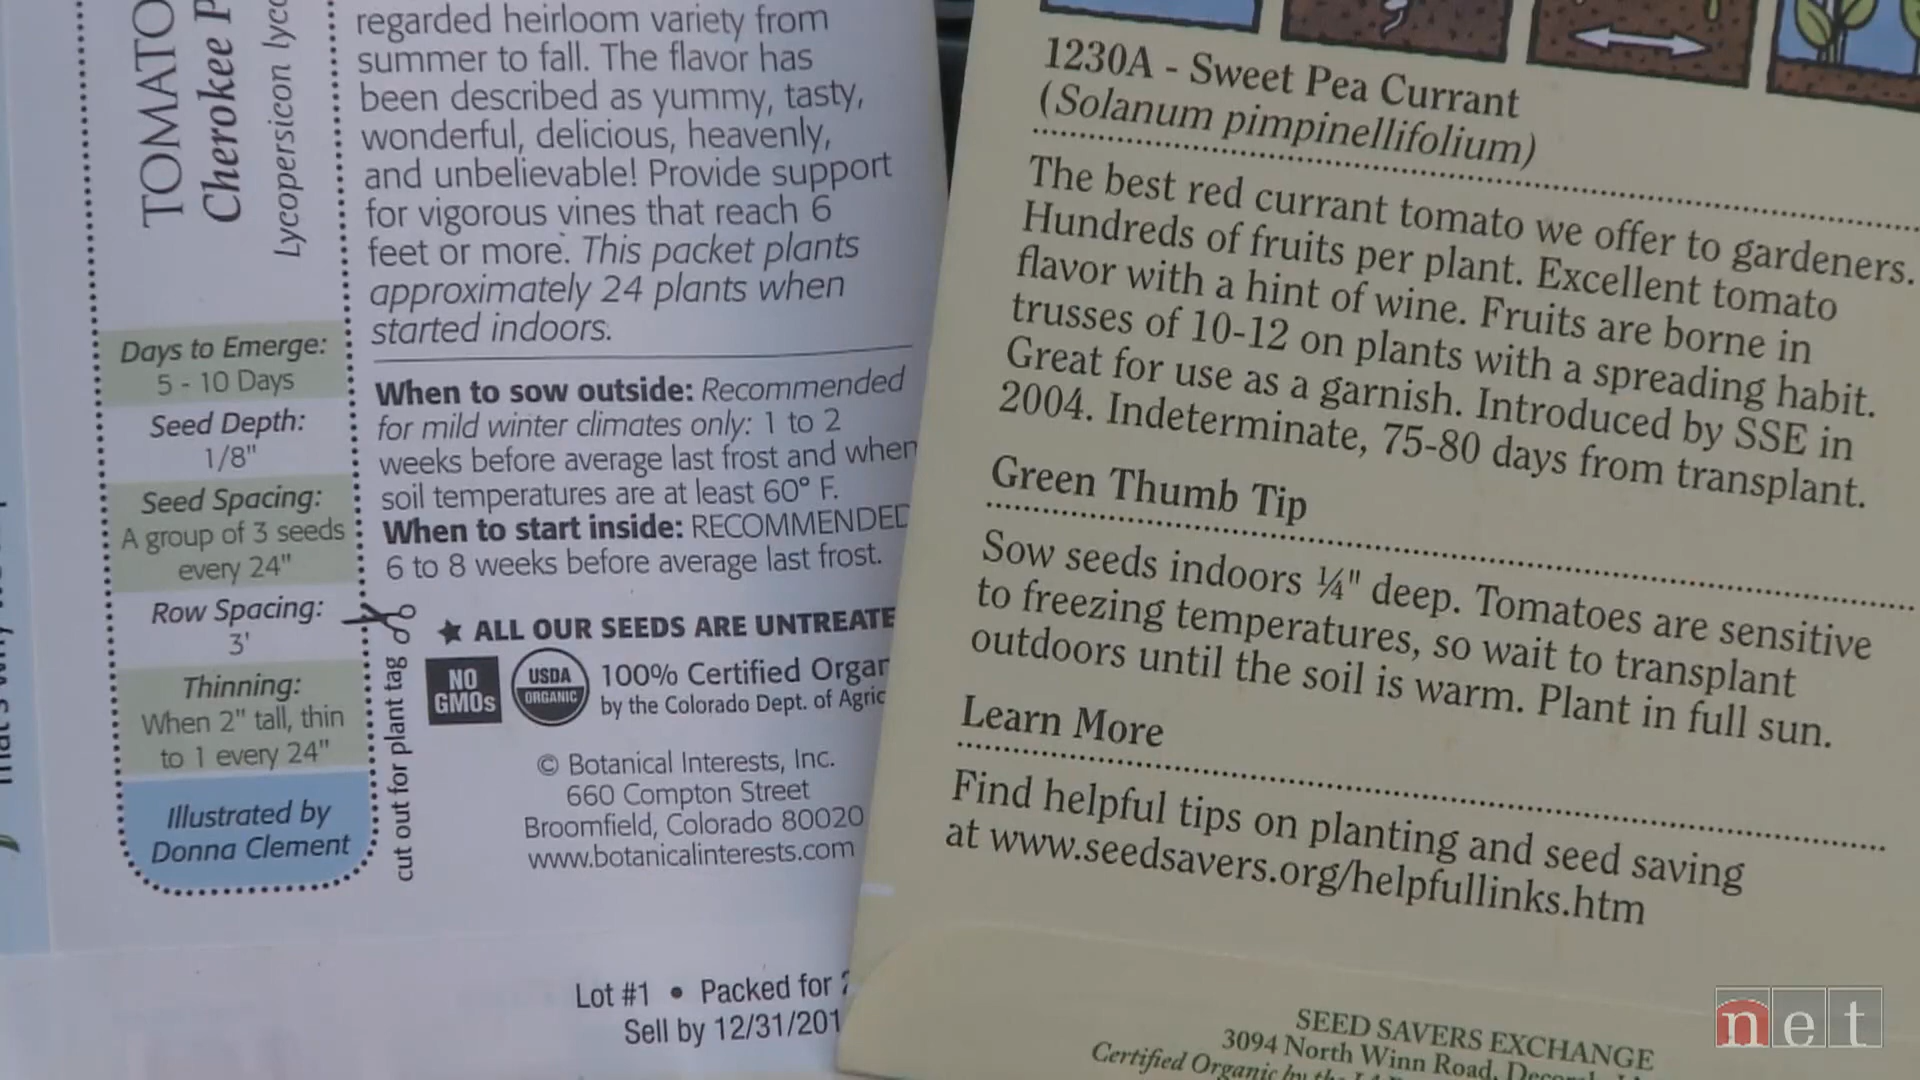 TOMATO
Cherokee P
Lycopersicon lyco
Days to Emerge:
5 - 10 Days
Seed Depth:
1/8"
Seed Spacing:
A group of 3 seeds
every 24"
Row Spacing:
3'
Thinning:
When 2" tall, thin
to 1 every 24"
Illustrated by
Donna Clement
cut out for plant tag
regarded heirloom variety from
summer to fall. The flavor has
been described as yummy, tasty,
wonderful, delicious, heavenly,
and unbelievable! Provide support
for vigorous vines that reach 6
feet or more. This packet plants
approximately 24 plants when
started indoors.
When to sow outside: Recommended
for mild winter climates only: 1 to 2
weeks before average last frost and when
soil temperatures are at least 60° F.
When to start inside: RECOMMENDED
6 to 8 weeks before average last frost.
★ ALL OUR SEEDS ARE UNTREATE
NO
GMOs
USDA
ORGANIC
100% Certified Organ
by the Colorado Dept. of Agric
© Botanical Interests, Inc.
660 Compton Street
Broomfield, Colorado 80020
www.botanicalinterests.com
Lot #1 • Packed for
Sell by 12/31/201
1230A - Sweet Pea Currant
(Solanum pimpinellifolium)
The best red currant tomato we offer to gardeners.
Hundreds of fruits per plant. Excellent tomato
flavor with a hint of wine. Fruits are borne in
trusses of 10-12 on plants with a spreading habit.
Great for use as a garnish. Introduced by SSE in
2004. Indeterminate, 75-80 days from transplant.
Green Thumb Tip
Sow seeds indoors ¼" deep. Tomatoes are sensitive
to freezing temperatures, so wait to transplant
outdoors until the soil is warm. Plant in full sun.
Learn More
Find helpful tips on planting and seed saving
at www.seedsavers.org/helpfullinks.htm
SEED SAVERS EXCHANGE
3094 North Winn Road,
Certified Organic by the
net